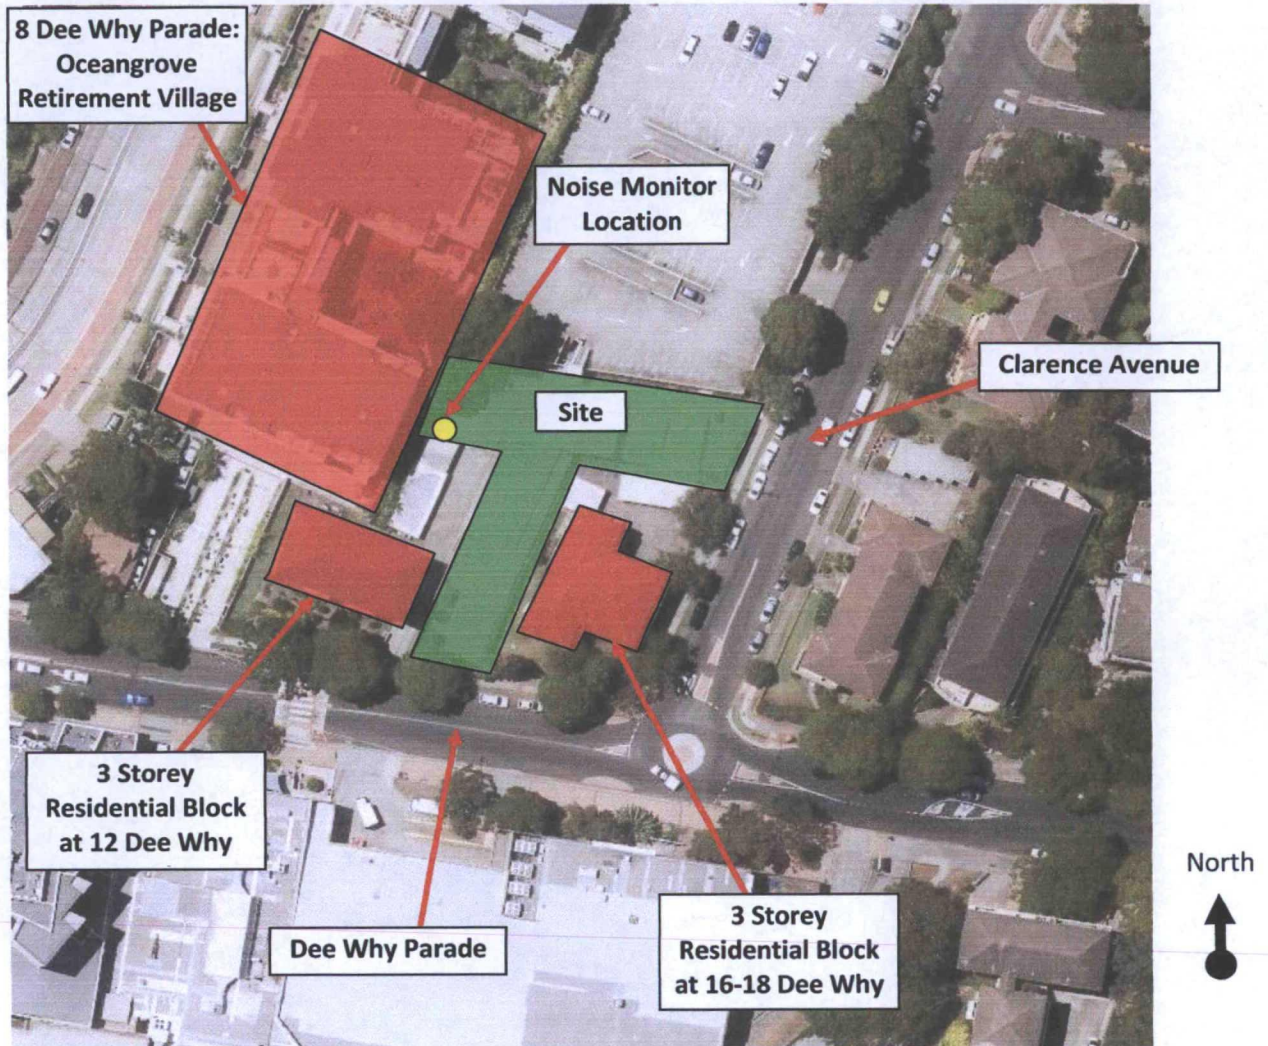 8 Dee Why Parade:
Oceangrove
Retirement Village
Noise Monitor
Location
Site
Clarence Avenue
3 Storey
Residential Block
at 12 Dee Why
Dee Why Parade
3 Storey
Residential Block
at 16-18 Dee Why
North